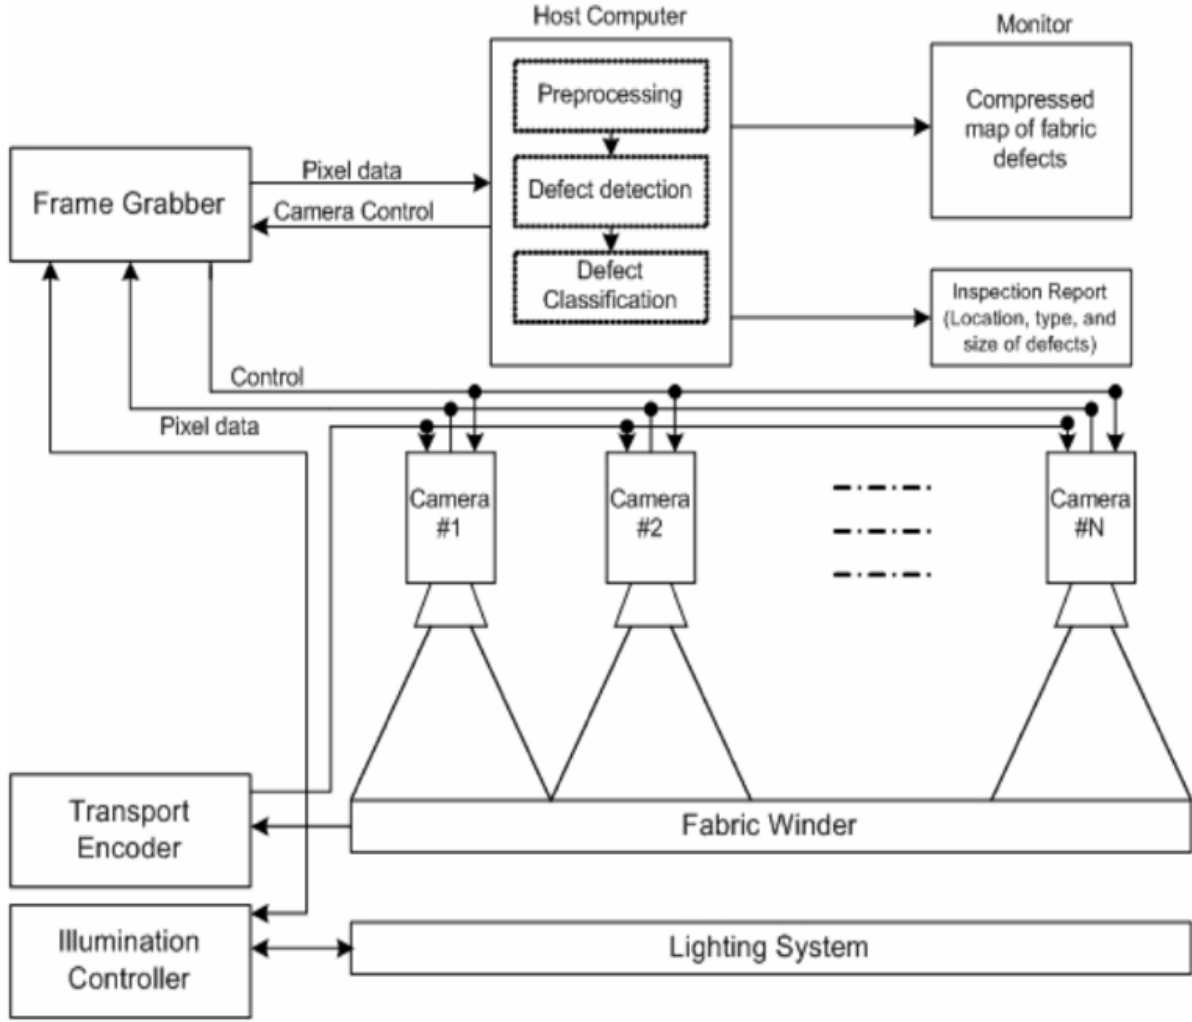 Host Computer
Monitor
Preprocessing
Compressed
map of fabric
defects
Frame Grabber
Pixel data
Camera Control
Defect detection
Defect
Classification
Inspection Report
(Location, type, and
size of defects)
Control
Pixel data
Camera
#1
Camera
#2
Camera
#N
Transport
Encoder
Fabric Winder
Illumination
Controller
Lighting System